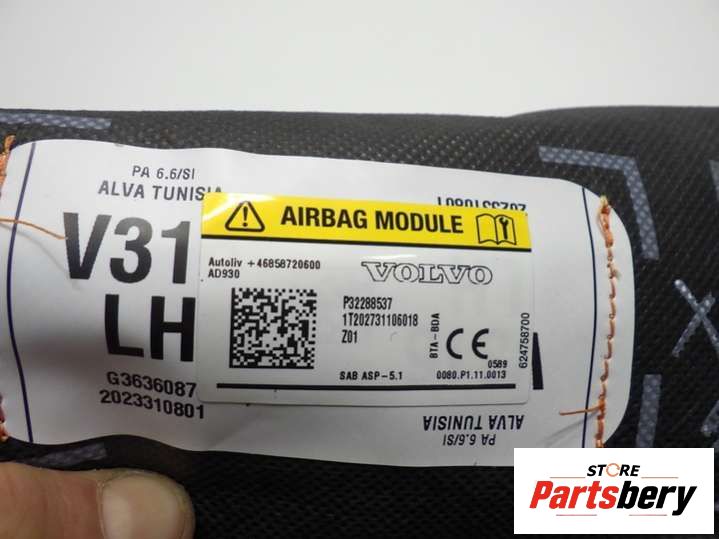 PA 6.6/SI
ALVA TUNISIA
V31
LH
G3636087
2023310801
2023310801
AIRBAG MODULE
Autoliv +46858720600
AD930
VOLVO
P32288537
1T202731106018
Z01
SAB ASP-5.1
BTA-BDA
CE
0589
0080.P1.11.0013
624758700
ALVA TUNISIA
PA 6.6/SI
STORE
Partsbery